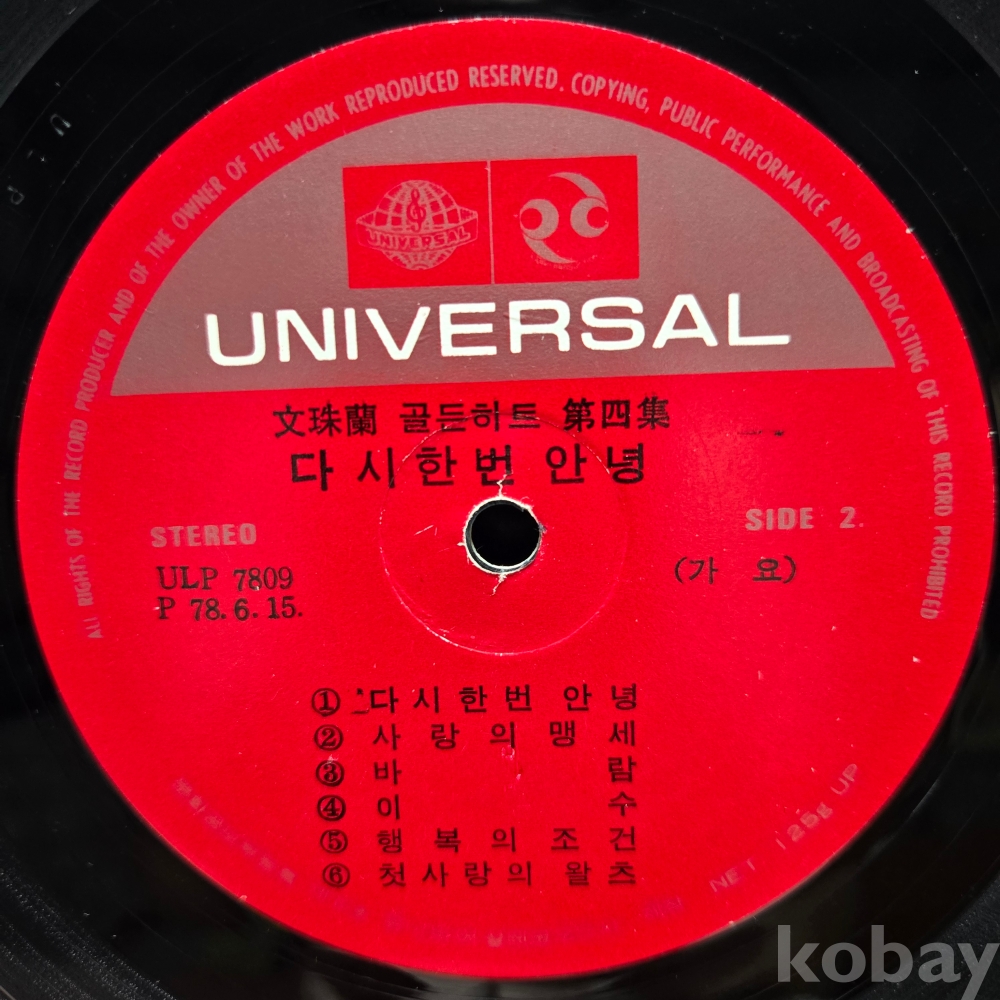 ALL RIGHTS OF THE RECORD PRODUCER AND OF THE OWNER OF THE WORK REPRODUCED RESERVED. COPYING, PUBLIC PERFORMANCE AND BROADCASTING OF THIS RECORD PROHIBITED
UNIVERSAL
UNIVERSAL
文珠蘭 골든히트 第四集
다시한번 안녕
STEREO
SIDE 2.
ULP 7809
(가 요)
P 78.6.15.
① 다시한번 안녕
② 사랑의 맹세
③ 바 람
④ 이 수
⑤ 행복의 조건
⑥ 첫사랑의 왈츠
NET 125g UP
kobay